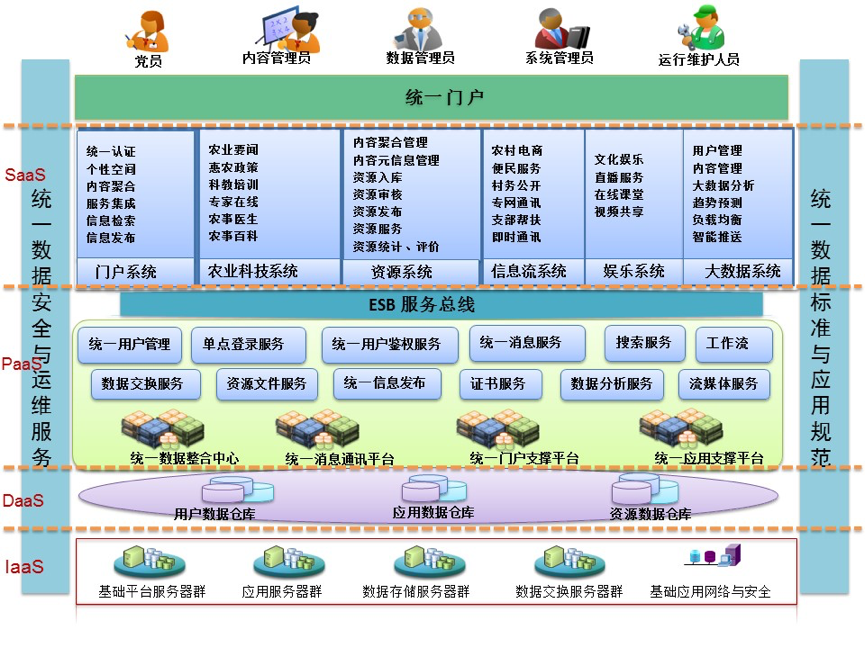 党员
内容管理员
数据管理员
系统管理员
运行维护人员
统一门户
SaaS
统一认证
个性空间
内容聚合
服务集成
信息检索
信息发布
门户系统
农业要闻
惠农政策
科教培训
专家在线
农事医生
农事百科
农业科技系统
内容聚合管理
内容元信息管理
资源入库
资源审核
资源发布
资源服务
资源统计、评价
资源系统
农村电商
便民服务
村务公开
专网通讯
支部帮扶
即时通讯
信息流系统
文化娱乐
直播服务
在线课堂
视频共享
娱乐系统
用户管理
内容管理
大数据分析
趋势预测
负载均衡
智能推送
大数据系统
统一数据安全与运维服务
统一数据标准与应用规范
ESB 服务总线
PaaS
统一用户管理
单点登录服务
统一用户鉴权服务
统一消息服务
搜索服务
工作流
数据交换服务
资源文件服务
统一信息发布
证书服务
数据分析服务
流媒体服务
统一数据整合中心
统一消息通讯平台
统一门户支撑平台
统一应用支撑平台
DaaS
用户数据仓库
应用数据仓库
资源数据仓库
IaaS
基础平台服务器群
应用服务器群
数据存储服务器群
数据交换服务器群
基础应用网络与安全